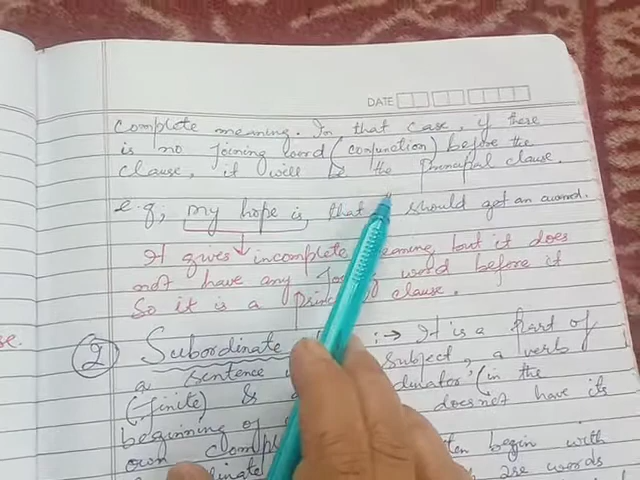 DATE
complete meaning. In that case, if there
is no Joining word (conjunction) before the
clause, it will be the Principal clause.
e.g; my hope is, that should get an award.
It gives incomplete meaning but it does
not have any word before it
So it is a clause.
② Subordinate :→ It is a part of
a sentence subject, a verb
(finite) & (in the
beginning of doesnot have its
own begin with
are words
se.